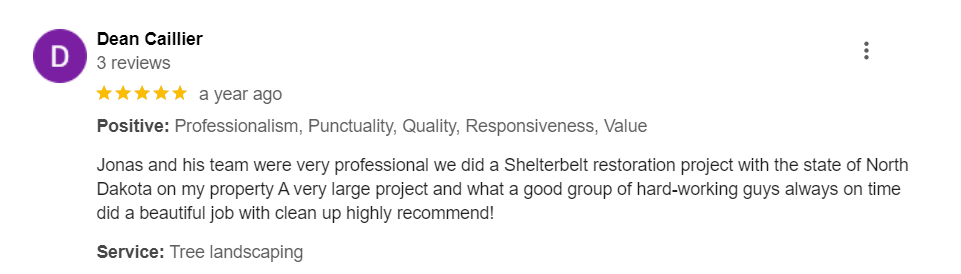 D
Dean Caillier
3 reviews
a year ago
Positive: Professionalism, Punctuality, Quality, Responsiveness, Value
Jonas and his team were very professional we did a Shelterbelt restoration project with the state of North
Dakota on my property A very large project and what a good group of hard-working guys always on time
did a beautiful job with clean up highly recommend!
Service: Tree landscaping